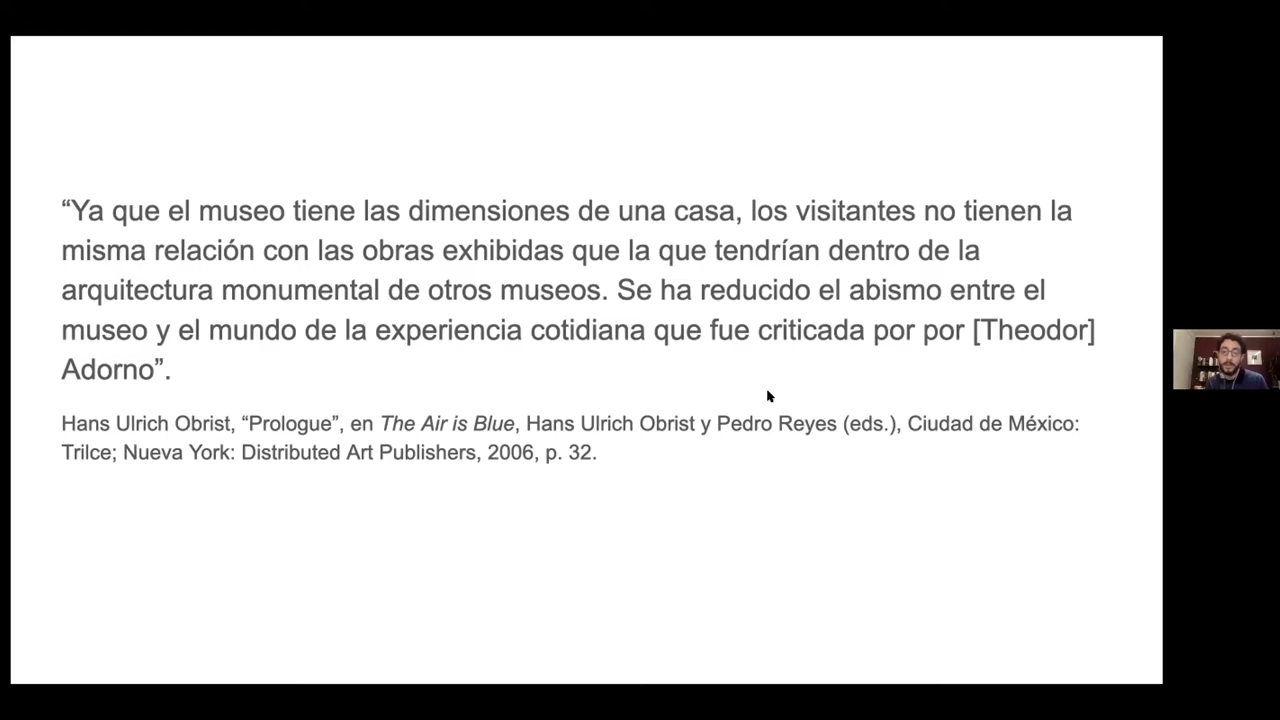 “Ya que el museo tiene las dimensiones de una casa, los visitantes no tienen la
misma relación con las obras exhibidas que la que tendrían dentro de la
arquitectura monumental de otros museos. Se ha reducido el abismo entre el
museo y el mundo de la experiencia cotidiana que fue criticada por por [Theodor]
Adorno”.
Hans Ulrich Obrist, “Prologue”, en The Air is Blue, Hans Ulrich Obrist y Pedro Reyes (eds.), Ciudad de México:
Trilce; Nueva York: Distributed Art Publishers, 2006, p. 32.